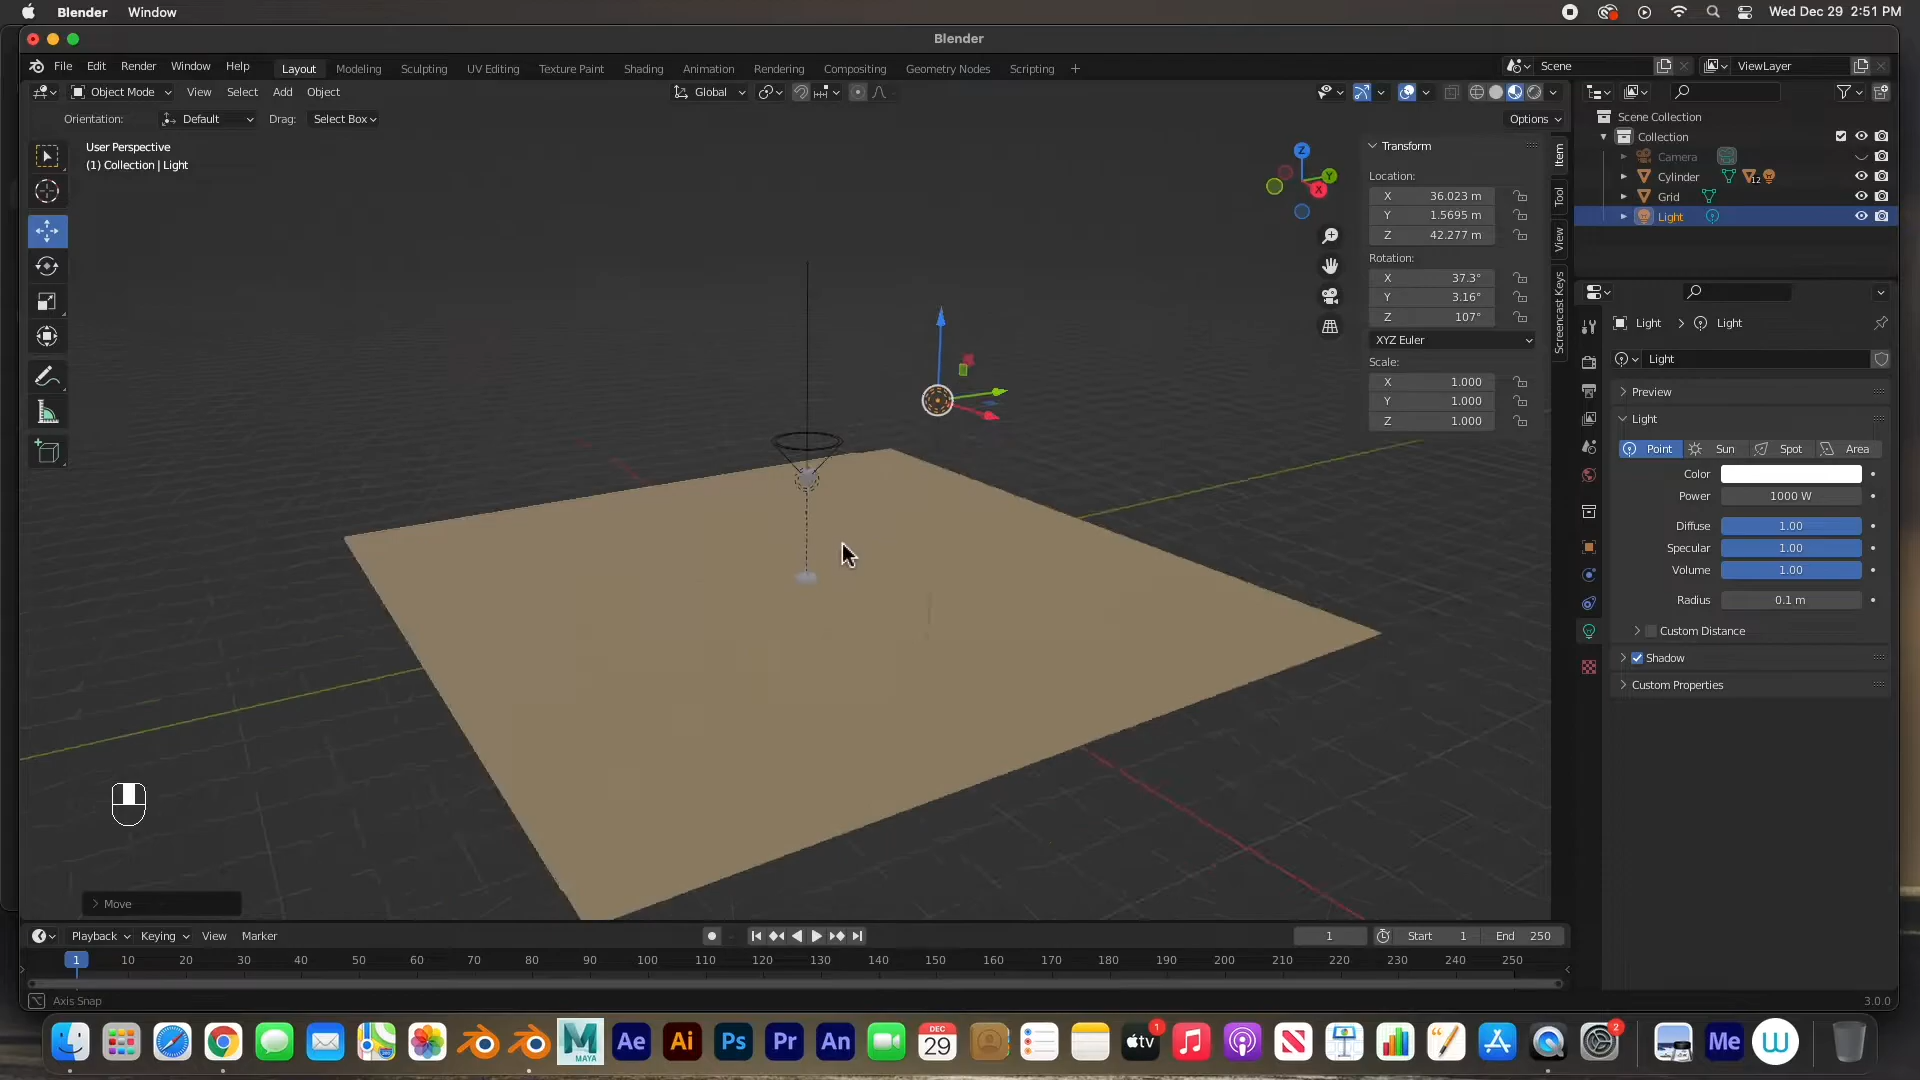 Blender Window Wed Dec 29 2:51 PM
Blender
File Edit Render Window Help Layout Modeling Sculpting UV Editing Texture Paint Shading Animation Rendering Compositing Geometry Nodes Scripting + Scene ViewLayer
Object Mode View Select Add Object Global
Orientation: Default Drag: Select Box Options
User Perspective
(1) Collection | Light
Z
Y
X
Transform
Location:
X 36.023 m
Y 1.5695 m
Z 42.277 m
Rotation:
X 37.3°
Y 3.16°
Z 107°
XYZ Euler
Scale:
X 1.000
Y 1.000
Z 1.000
Item
Tool
View
Screencast Keys
Scene Collection
Collection
Camera
Cylinder 12
Grid
Light
Light > Light
Light
Preview
Light
Point Sun Spot Area
Color
Power 1000 W
Diffuse 1.00
Specular 1.00
Volume 1.00
Radius 0.1 m
Custom Distance
Shadow
Custom Properties
Move
Playback Keying View Marker 1 Start 1 End 250
1 10 20 30 40 50 60 70 80 90 100 110 120 130 140 150 160 170 180 190 200 210 220 230 240 250
Axis Snap 3.0.0
MAYA Ae Ai Ps Pr An DEC 29 tv 1 2 Me W